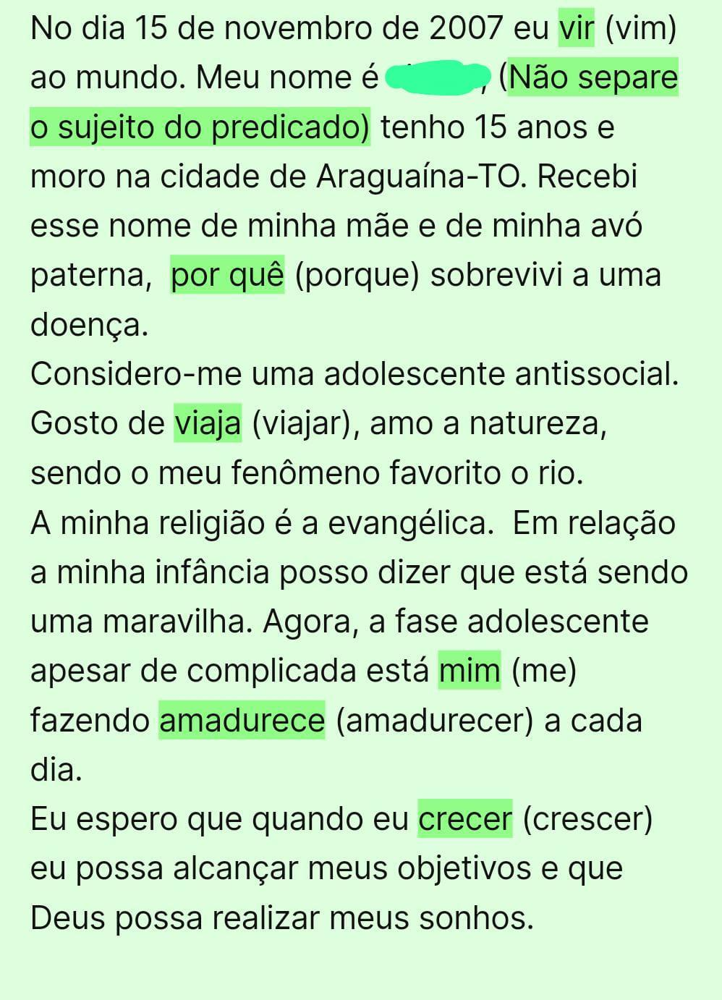 No dia 15 de novembro de 2007 eu vir (vim)
ao mundo. Meu nome é , (Não separe
o sujeito do predicado) tenho 15 anos e
moro na cidade de Araguaína-TO. Recebi
esse nome de minha mãe e de minha avó
paterna,  por quê (porque) sobrevivi a uma
doença.
Considero-me uma adolescente antissocial.
Gosto de viaja (viajar), amo a natureza,
sendo o meu fenômeno favorito o rio.
A minha religião é a evangélica.  Em relação
a minha infância posso dizer que está sendo
uma maravilha. Agora, a fase adolescente
apesar de complicada está mim (me)
fazendo amadurece (amadurecer) a cada
dia.
Eu espero que quando eu crecer (crescer)
eu possa alcançar meus objetivos e que
Deus possa realizar meus sonhos.